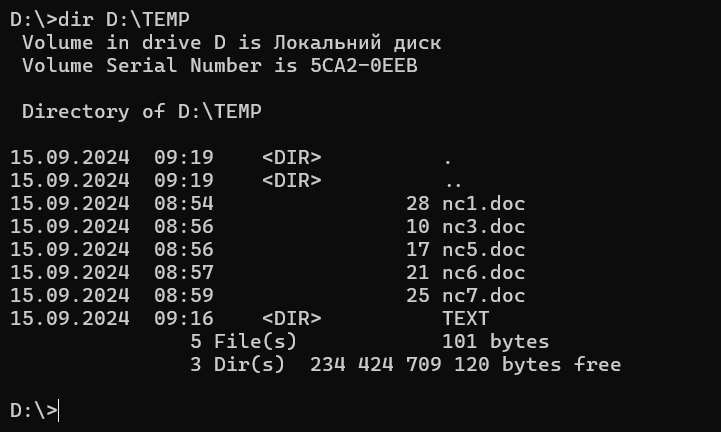 D:\>dir D:\TEMP
 Volume in drive D is Локальний диск
 Volume Serial Number is 5CA2-0EEB

 Directory of D:\TEMP

15.09.2024  09:19    <DIR>          .
15.09.2024  09:19    <DIR>          ..
15.09.2024  08:54                28 nc1.doc
15.09.2024  08:56                10 nc3.doc
15.09.2024  08:56                17 nc5.doc
15.09.2024  08:57                21 nc6.doc
15.09.2024  08:59                25 nc7.doc
15.09.2024  09:16    <DIR>          TEXT
               5 File(s)            101 bytes
               3 Dir(s)  234 424 709 120 bytes free

D:\>